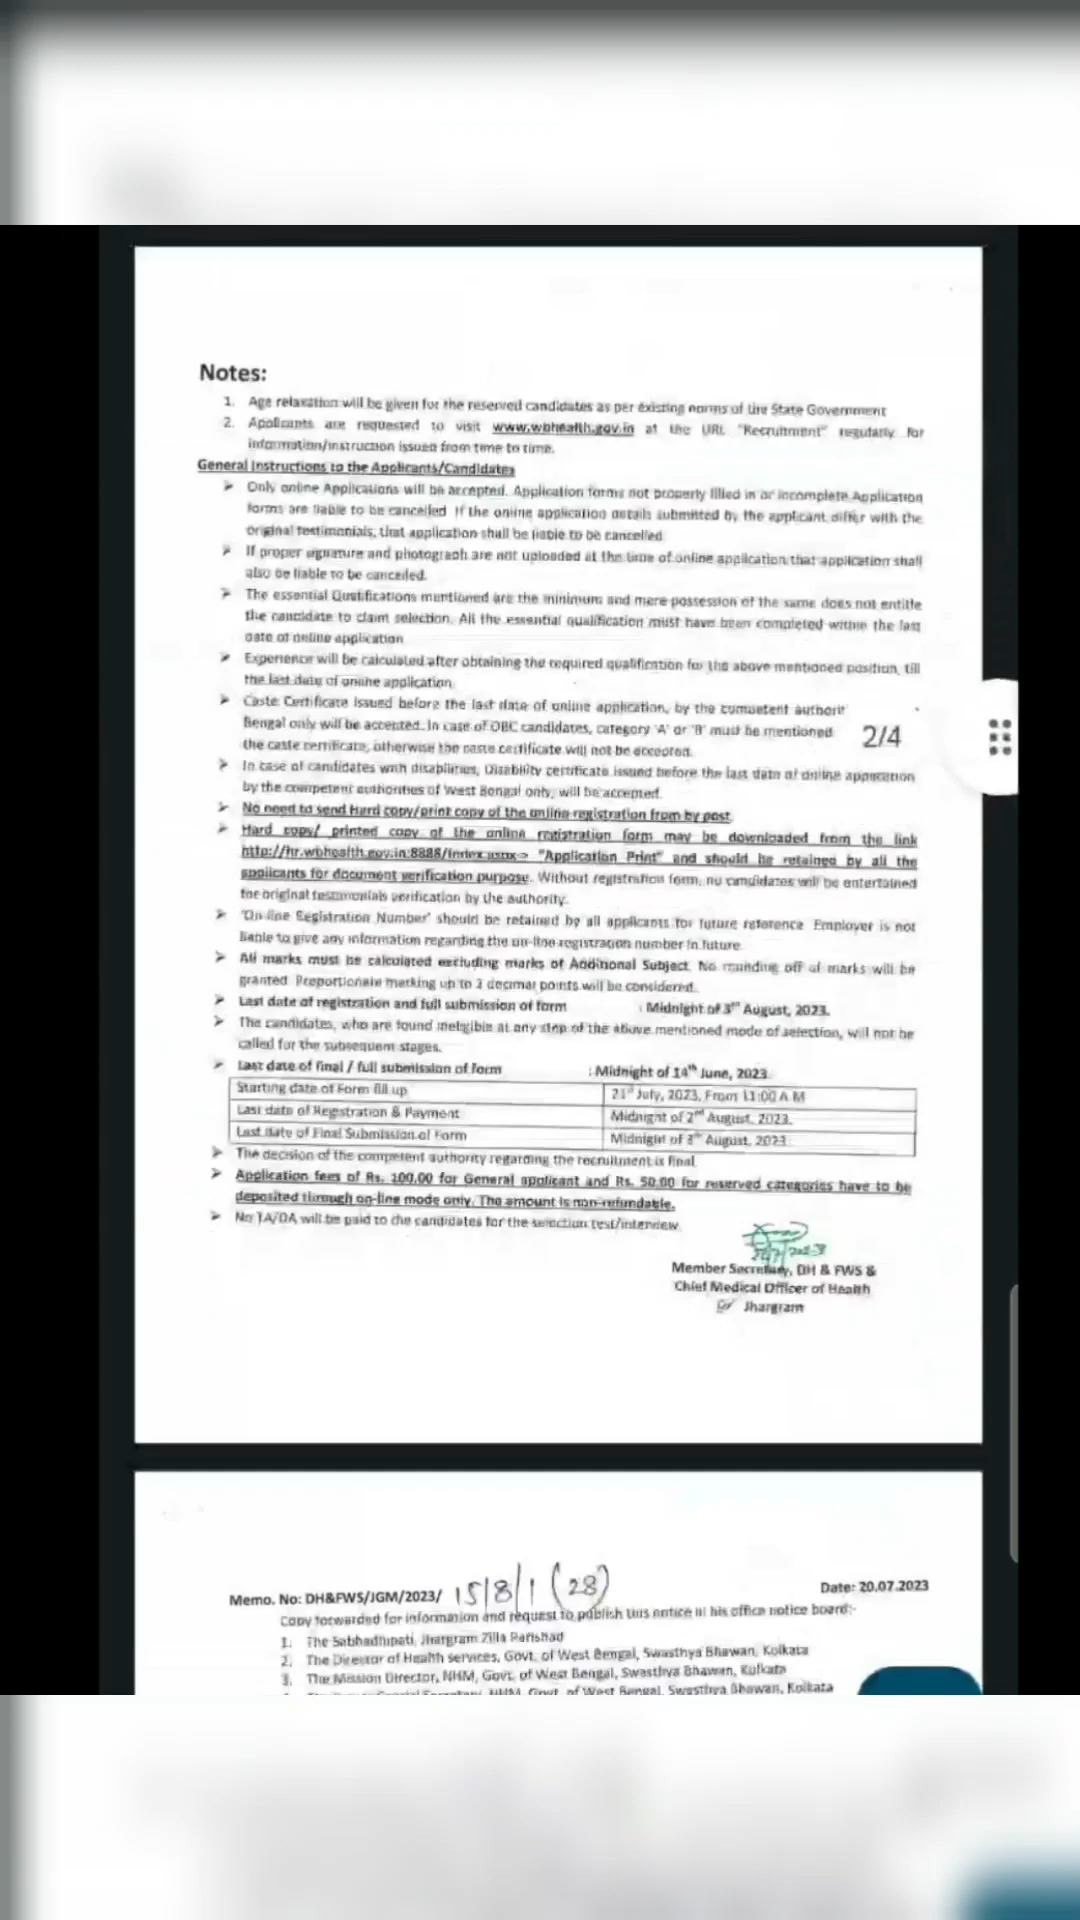 Notes:
1. Age relaxation will be given for the reserved candidates as per existing norms of the State Government
2. Applicants are requested to visit www.wbhealth.gov.in at the URL "Recruitment" regularly for
information/instruction issued from time to time.
General Instructions to the Applicants/Candidates
➢ Only online Applications will be accepted. Application forms not properly filled in or incomplete Application
forms are liable to be cancelled. If the online application details submitted by the applicant differ with the
original testimonials, that application shall be liable to be cancelled
➢ If proper signature and photograph are not uploaded at the time of online application that application shall
also be liable to be cancelled.
➢ The essential Qualifications mentioned are the minimum and mere possession of the same does not entitle
the candidate to claim selection. All the essential qualification must have been completed within the last
date of online application
➢ Experience will be calculated after obtaining the required qualification for the above mentioned position, till
the last date of online application
➢ Caste Certificate issued before the last date of online application, by the competent authorit
Bengal only will be accepted. In case of OBC candidates, category 'A' or 'B' must be mentioned
2/4
the caste certificate, otherwise the caste certificate will not be accepted.
➢ In case of candidates with disabilities, Disability certificate issued before the last date of online application
by the competent authorities of West Bengal only, will be accepted.
➢ No need to send Hard copy/print copy of the online registration from by post.
➢ Hard copy/ printed copy of the online registration form may be downloaded from the link
http://hr.wbhealth.gov.in:8888/index.aspx-> "Application Print" and should be retained by all the
applicants for document verification purpose. Without registration form, no candidates will be entertained
for original testimonials verification by the authority.
➢ 'On-line Registration Number' should be retained by all applicants for future reference. Employer is not
liable to give any information regarding the on-line registration number in future.
➢ All marks must be calculated excluding marks of Additional Subject. No rounding off of marks will be
granted. Proportionate marking up to 2 decimal points will be considered.
➢ Last date of registration and full submission of form : Midnight of 3rd August, 2023.
➢ The candidates, who are found ineligible at any step of the above mentioned mode of selection, will not be
called for the subsequent stages.
➢ Last date of final / full submission of form : Midnight of 14th June, 2023
Starting date of Form fill up 21st July, 2023, From 11:00 A.M
Last date of Registration & Payment Midnight of 2nd August, 2023.
Last date of Final Submission of Form Midnight of 3rd August, 2023
➢ The decision of the competent authority regarding the recruitment is final
➢ Application fees of Rs. 100.00 for General applicant and Rs. 50.00 for reserved categories have to be
deposited through on-line mode only. The amount is non-refundable.
➢ No TA/DA will be paid to the candidates for the selection test/interview.
Member Secretary, DH & FWS &
Chief Medical Officer of Health
Jhargram
Memo. No: DH&FWS/JGM/2023/ 15/8/1 (28) Date: 20.07.2023
Copy forwarded for information and request to publish this notice in his office notice board:-
1. The Sabhadhipati, Jhargram Zilla Parishad
2. The Director of Health services, Govt. of West Bengal, Swasthya Bhawan, Kolkata
3. The Mission Director, NHM, Govt. of West Bengal, Swasthya Bhawan, Kolkata
NHM, Govt. of West Bengal, Swasthya Bhawan, Kolkata